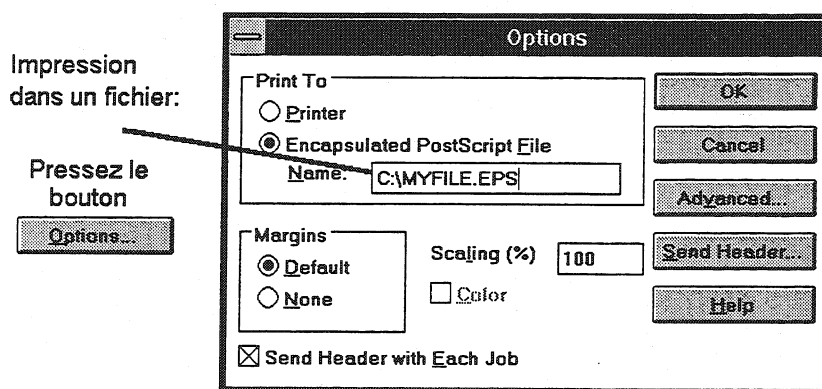 Impression
dans un fichier:
Pressez le
bouton
Options...
Options
Print To
Printer
Encapsulated PostScript File
Name: C:\MYFILE.EPS
Margins
Default
None
Scaling (%) 100
Color
Send Header with Each Job
OK
Cancel
Advanced...
Send Header...
Help